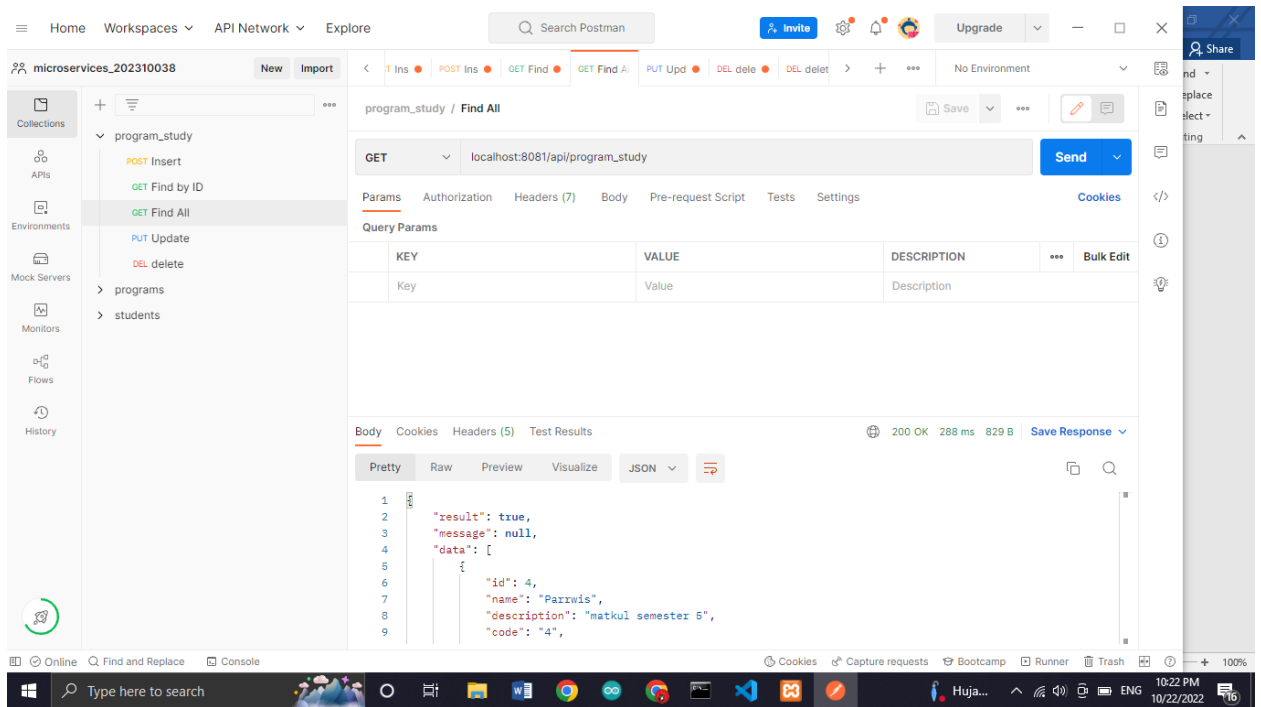 Home Workspaces API Network Explore Search Postman Invite Upgrade
Share
microservices_202310038 New Import
T Ins POST Ins GET Find GET Find A PUT Upd DEL dele DEL delet No Environment
nd
eplace
elect
ting
Collections
APIs
Environments
Mock Servers
Monitors
Flows
History
program_study
POST Insert
GET Find by ID
GET Find All
PUT Update
DEL delete
programs
students
program_study / Find All Save
GET localhost:8081/api/program_study Send
Params Authorization Headers (7) Body Pre-request Script Tests Settings Cookies
Query Params
KEY VALUE DESCRIPTION Bulk Edit
Key Value Description
Body Cookies Headers (5) Test Results 200 OK 288 ms 829 B Save Response
Pretty Raw Preview Visualize JSON
1 {
2 "result": true,
3 "message": null,
4 "data": [
5 {
6 "id": 4,
7 "name": "Parrwis",
8 "description": "matkul semester 5",
9 "code": "4",
Online Find and Replace Console Cookies Capture requests Bootcamp Runner Trash 100%
Type here to search Huja... ENG 10:22 PM
10/22/2022 16